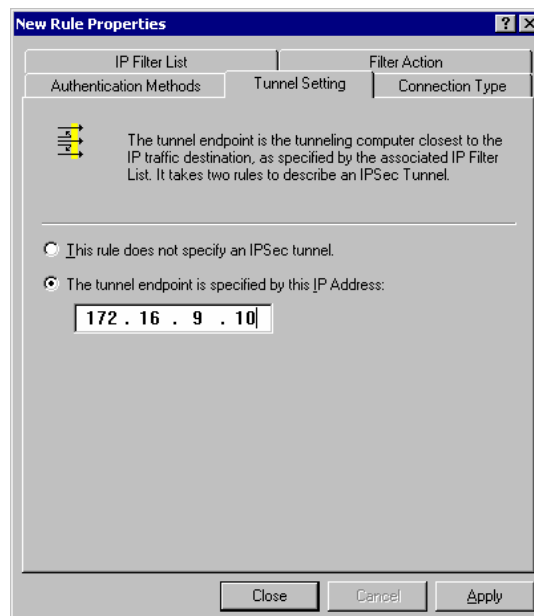 New Rule Properties
IP Filter List
Filter Action
Authentication Methods
Tunnel Setting
Connection Type
The tunnel endpoint is the tunneling computer closest to the
IP traffic destination, as specified by the associated IP Filter
List. It takes two rules to describe an IPSec Tunnel.
This rule does not specify an IPSec tunnel.
The tunnel endpoint is specified by this IP Address:
172 . 16 . 9 . 10
Close
Cancel
Apply